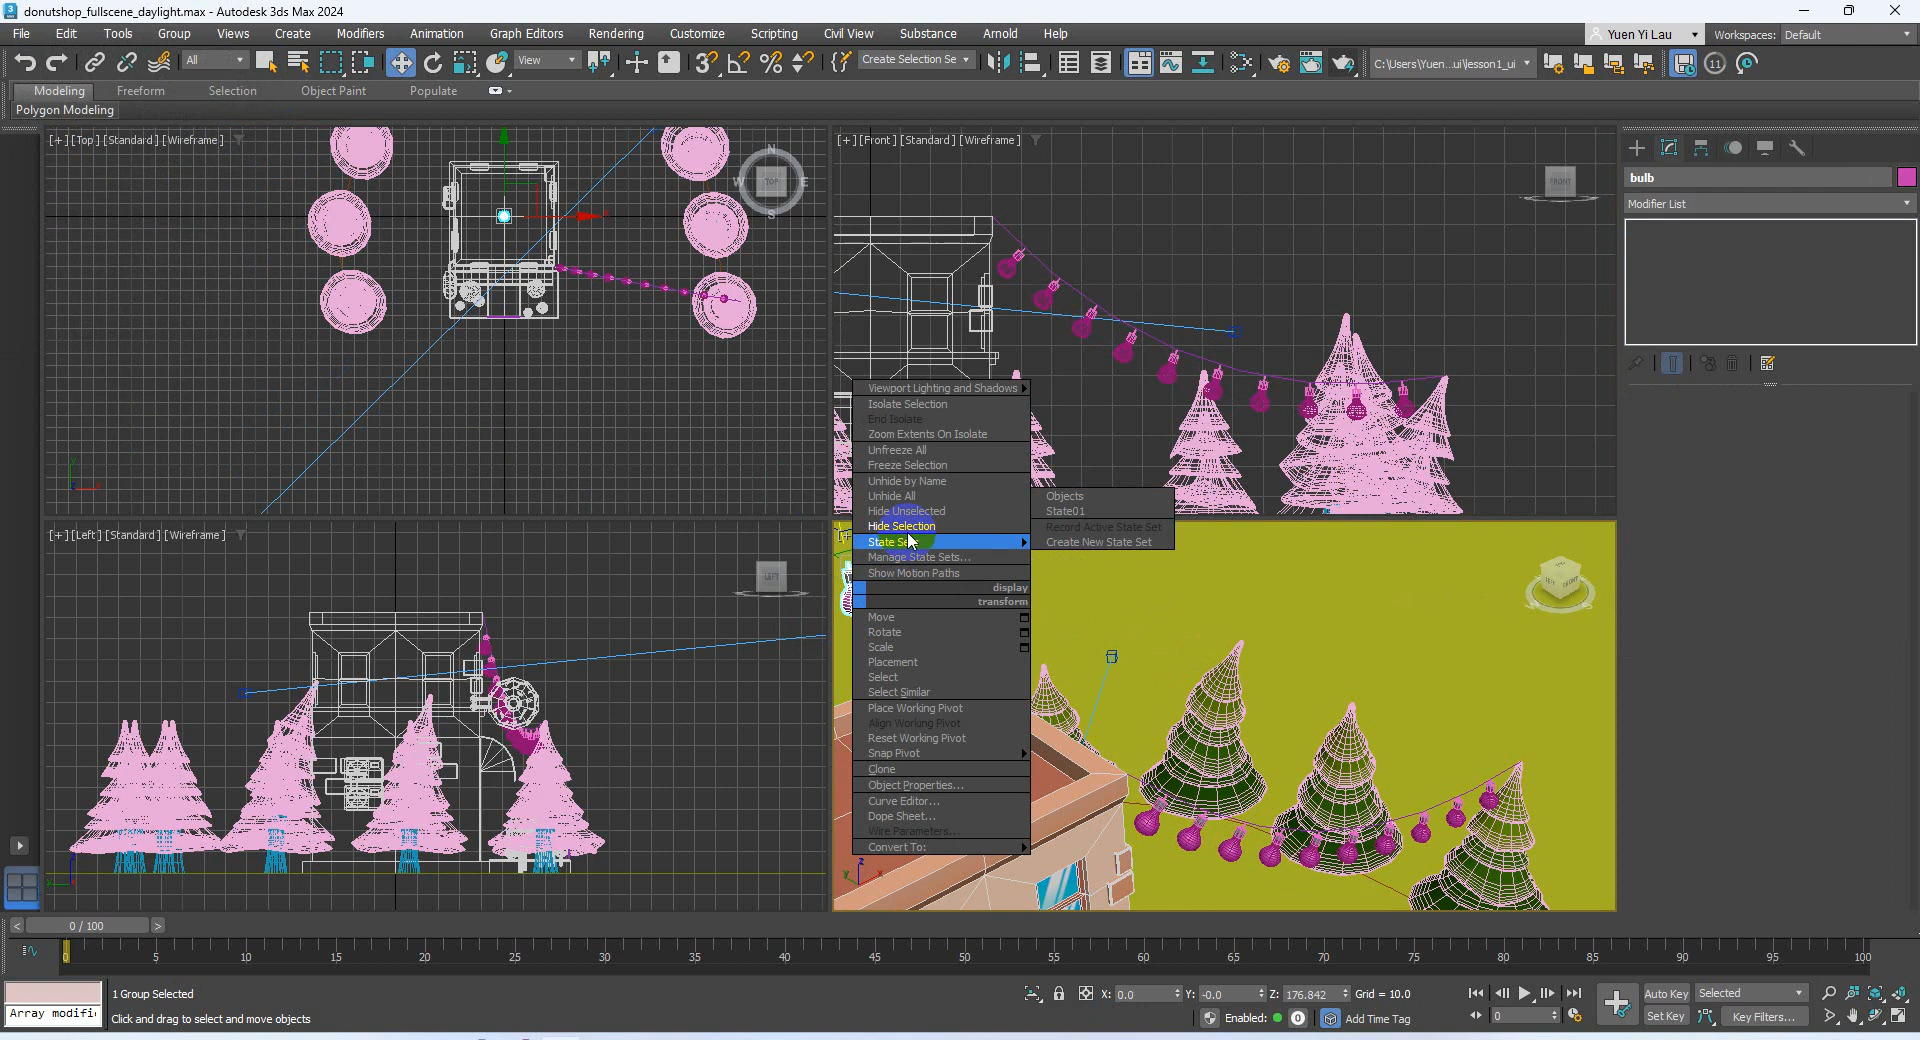 donutshop_fullscene_daylight.max - Autodesk 3ds Max 2024
File Edit Tools Group Views Create Modifiers Animation Graph Editors Rendering Customize Scripting Civil View Substance Arnold Help
Yuen Yi Lau
Workspaces: Default
All
View
Create Selection Se
C:\Users\Yuen...ui\lesson1_ui
11
Modeling Freeform Selection Object Paint Populate
Polygon Modeling
[+] [Top] [Standard] [Wireframe]
N
W TOP E
S
[+] [Front] [Standard] [Wireframe]
FRONT
bulb
Modifier List
Viewport Lighting and Shadows
Isolate Selection
End Isolate
Zoom Extents On Isolate
Unfreeze All
Freeze Selection
Unhide by Name
Unhide All
Hide Unselected
Hide Selection
State Se
Manage State Sets...
Show Motion Paths
display
transform
Move
Rotate
Scale
Placement
Select
Select Similar
Place Working Pivot
Align Working Pivot
Reset Working Pivot
Snap Pivot
Clone
Object Properties...
Curve Editor...
Dope Sheet...
Wire Parameters...
Convert To:
Objects
State01
Record Active State Set
Create New State Set
[+] [Left] [Standard] [Wireframe]
LEFT
LEFT FRONT
0 / 100
0 5 10 15 20 25 30 35 40 45 50 55 60 65 70 75 80 85 90 95 100
1 Group Selected
Array modifi
Click and drag to select and move objects
X: 0.0 Y: -0.0 Z: 176.842 Grid = 10.0
Enabled: 0 Add Time Tag
0
Auto Key Selected
Set Key Key Filters...